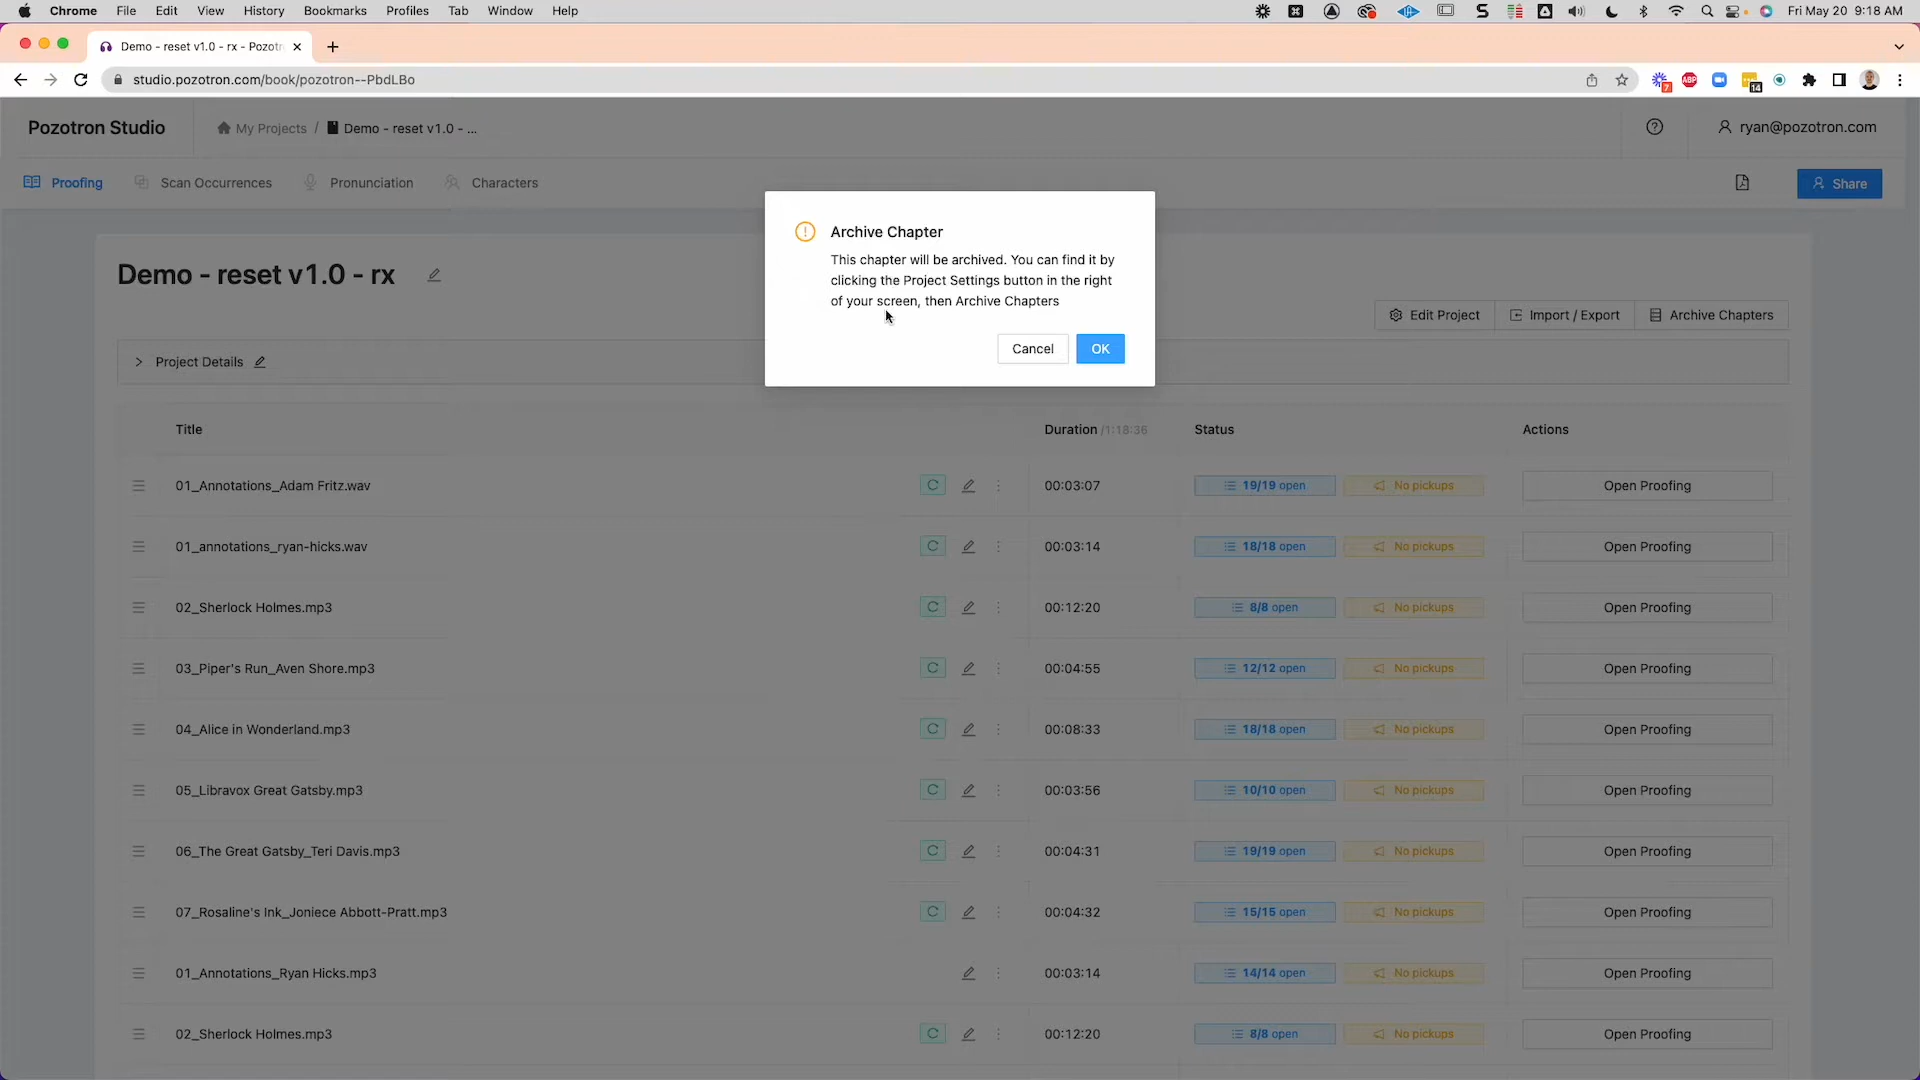 Chrome File Edit View History Bookmarks Profiles Tab Window Help Fri May 20 9:18 AM
Demo - reset v1.0 - rx - Pozotr
studio.pozotron.com/book/pozotron--PbdLBo
ABP 7 14
Pozotron Studio My Projects / Demo - reset v1.0 - ... ryan@pozotron.com
Proofing Scan Occurrences Pronunciation Characters Share
Archive Chapter
This chapter will be archived. You can find it by
clicking the Project Settings button in the right
of your screen, then Archive Chapters
Cancel OK
Demo - reset v1.0 - rx
Edit Project Import / Export Archive Chapters
Project Details
Title Duration /1:18:36 Status Actions
01_Annotations_Adam Fritz.wav 00:03:07 19/19 open No pickups Open Proofing
01_annotations_ryan-hicks.wav 00:03:14 18/18 open No pickups Open Proofing
02_Sherlock Holmes.mp3 00:12:20 8/8 open No pickups Open Proofing
03_Piper's Run_Aven Shore.mp3 00:04:55 12/12 open No pickups Open Proofing
04_Alice in Wonderland.mp3 00:08:33 18/18 open No pickups Open Proofing
05_Libravox Great Gatsby.mp3 00:03:56 10/10 open No pickups Open Proofing
06_The Great Gatsby_Teri Davis.mp3 00:04:31 19/19 open No pickups Open Proofing
07_Rosaline's Ink_Joniece Abbott-Pratt.mp3 00:04:32 15/15 open No pickups Open Proofing
01_Annotations_Ryan Hicks.mp3 00:03:14 14/14 open No pickups Open Proofing
02_Sherlock Holmes.mp3 00:12:20 8/8 open No pickups Open Proofing